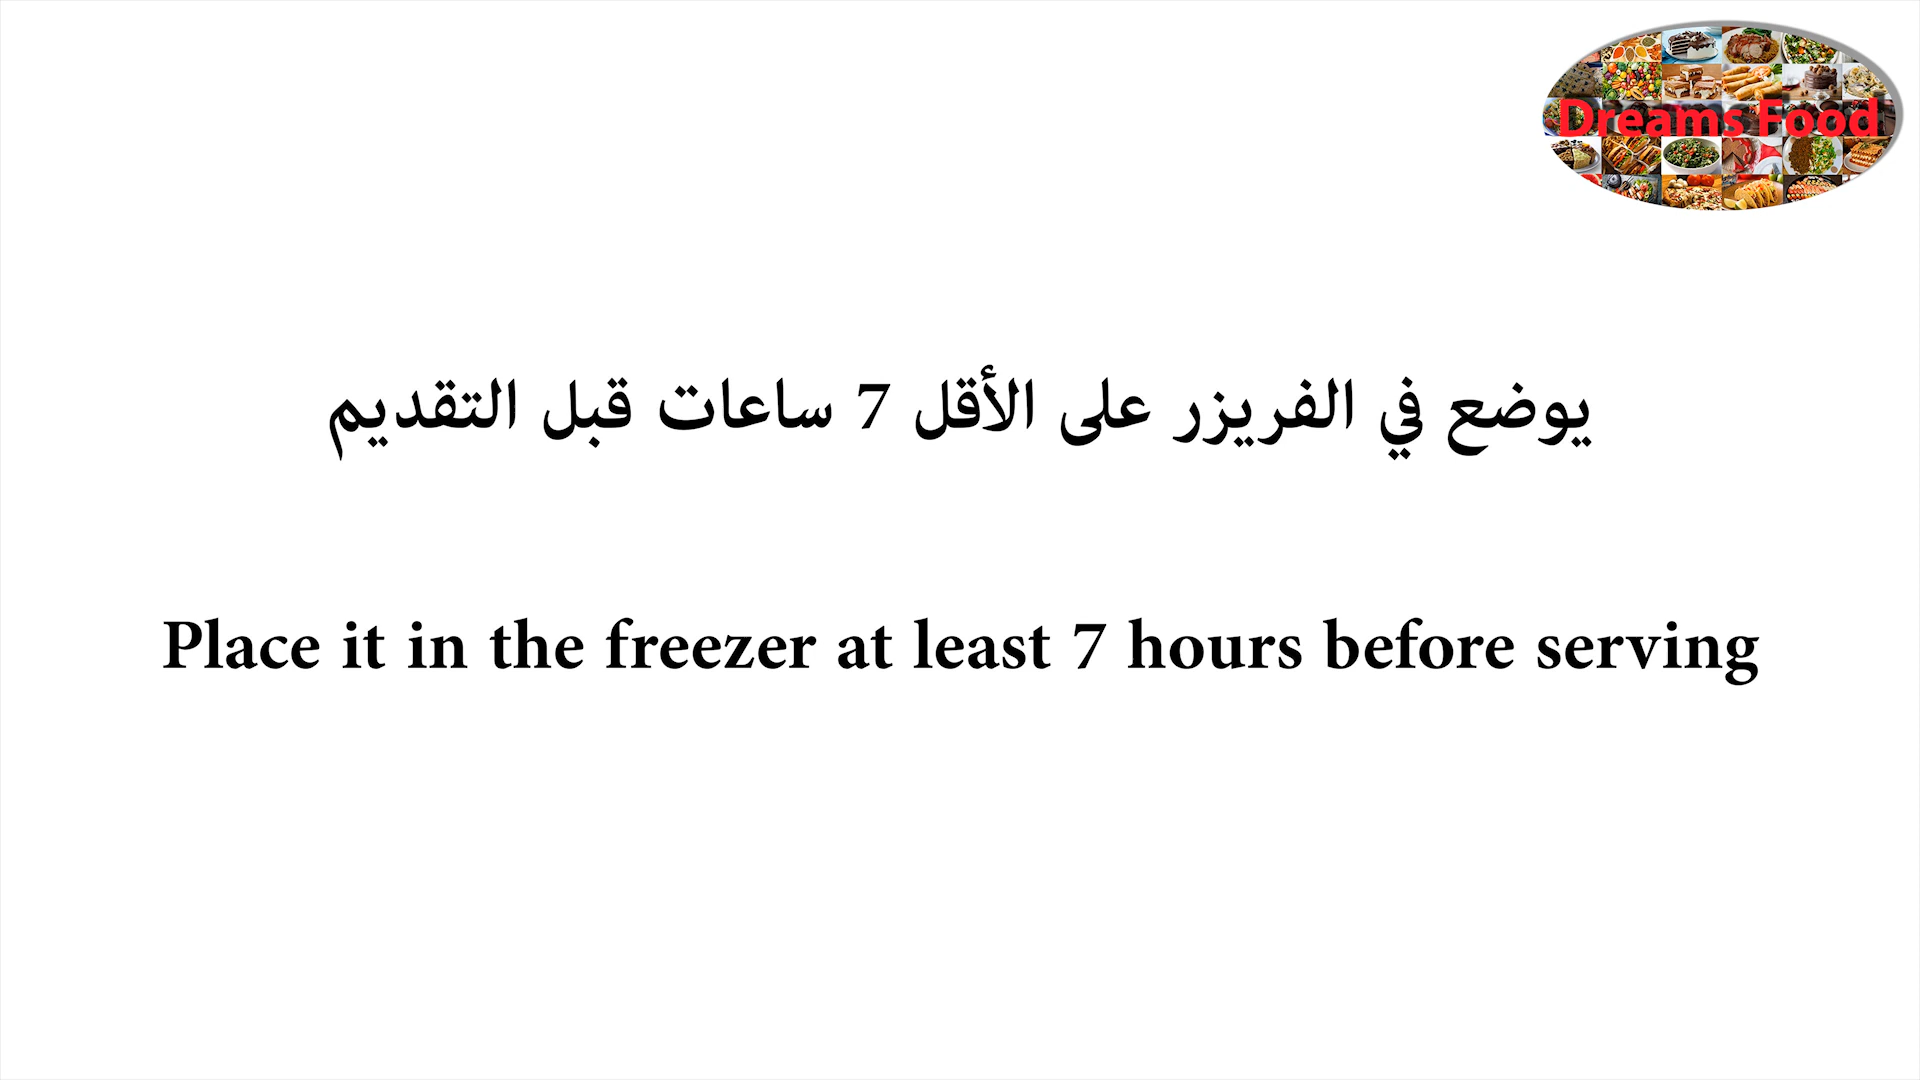 Dreams Food
يوضع في الفريزر على الأقل 7 ساعات قبل التقديم
Place it in the freezer at least 7 hours before serving